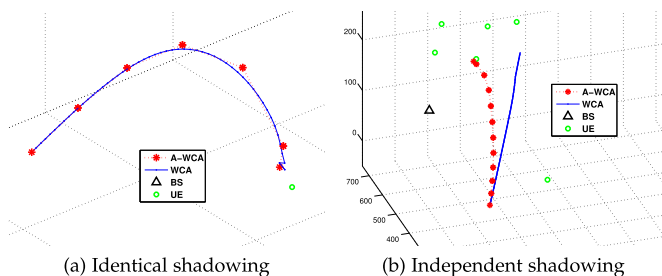 A-WCA
WCA
BS
UE
(a) Identical shadowing
200
100
0
700
600
500
400
A-WCA
WCA
BS
UE
(b) Independent shadowing